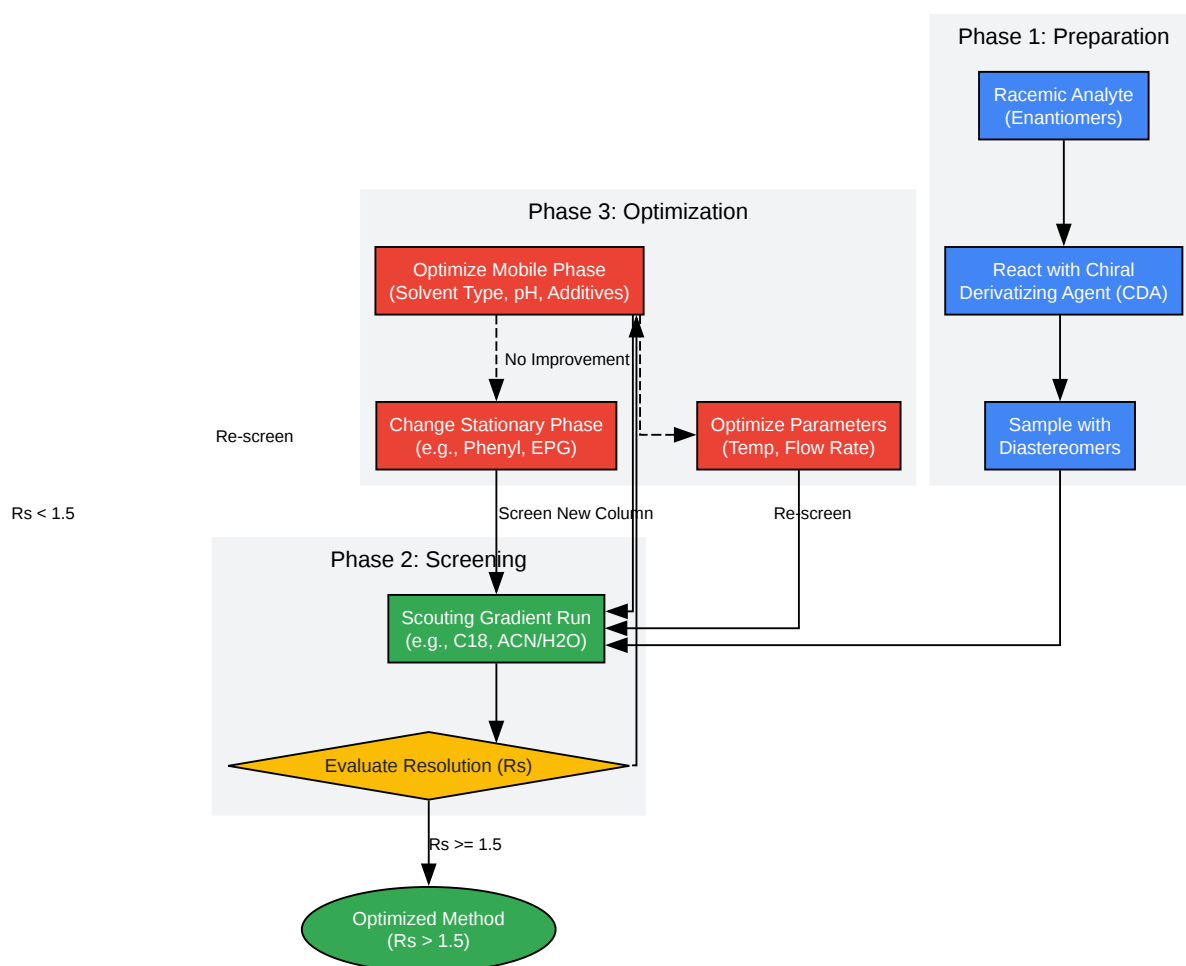 Phase 1: Preparation
Racemic Analyte
(Enantiomers)
React with Chiral
Derivatizing Agent (CDA)
Sample with
Diastereomers
Phase 3: Optimization
Optimize Mobile Phase
(Solvent Type, pH, Additives)
No Improvement
Change Stationary Phase
(e.g., Phenyl, EPG)
Optimize Parameters
(Temp, Flow Rate)
Re-screen
Rs < 1.5
Screen New Column
Re-screen
Phase 2: Screening
Scouting Gradient Run
(e.g., C18, ACN/H2O)
Evaluate Resolution (Rs)
Rs >= 1.5
Optimized Method
(Rs > 1.5)